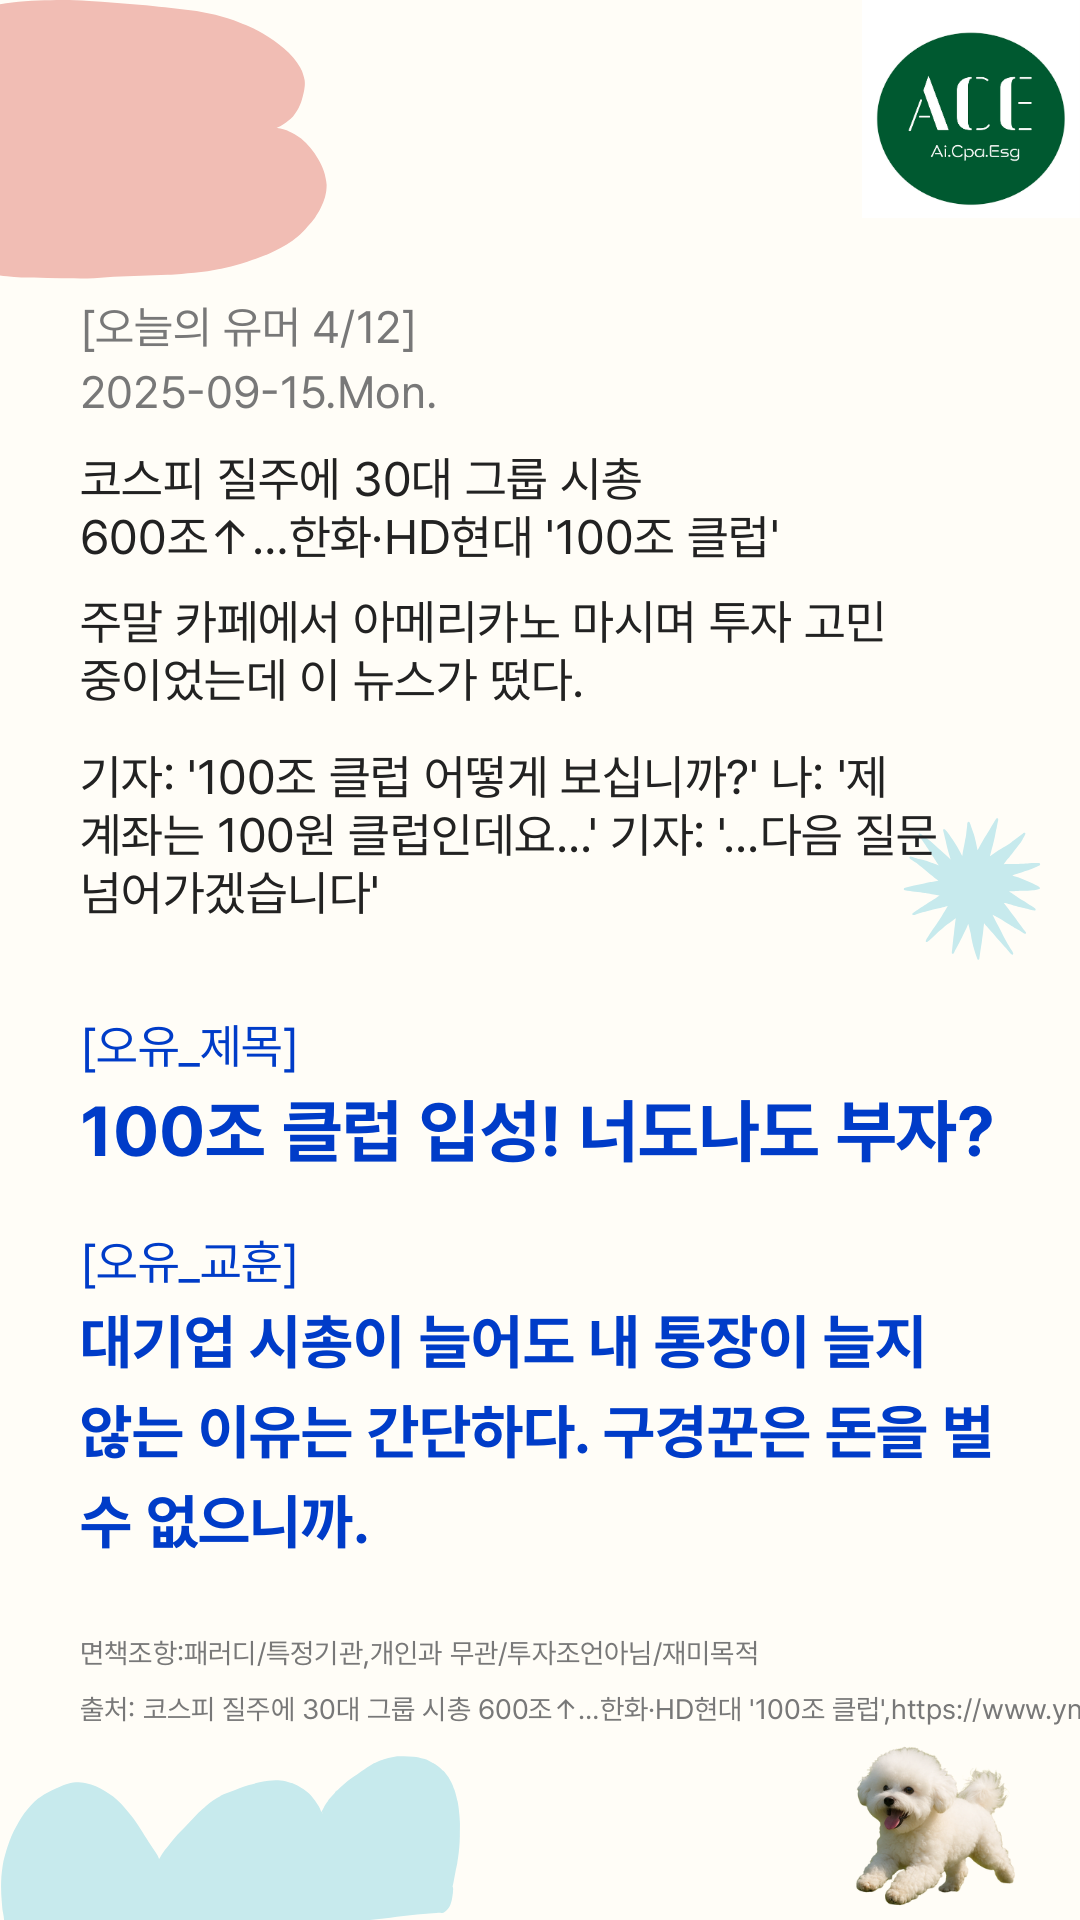 ACE
Ai.Cpa.Esg
[오늘의 유머 4/12]
2025-09-15.Mon.
코스피 질주에 30대 그룹 시총
600조↑…한화·HD현대 '100조 클럽'
주말 카페에서 아메리카노 마시며 투자 고민
중이었는데 이 뉴스가 떴다.
기자: '100조 클럽 어떻게 보십니까?' 나: '제
계좌는 100원 클럽인데요...' 기자: '...다음 질문
넘어가겠습니다'
[오유_제목]
100조 클럽 입성! 너도나도 부자?
[오유_교훈]
대기업 시총이 늘어도 내 통장이 늘지
않는 이유는 간단하다. 구경꾼은 돈을 벌
수 없으니까.
면책조항:패러디/특정기관,개인과 무관/투자조언아님/재미목적
출처: 코스피 질주에 30대 그룹 시총 600조↑…한화·HD현대 '100조 클럽',https://www.yn